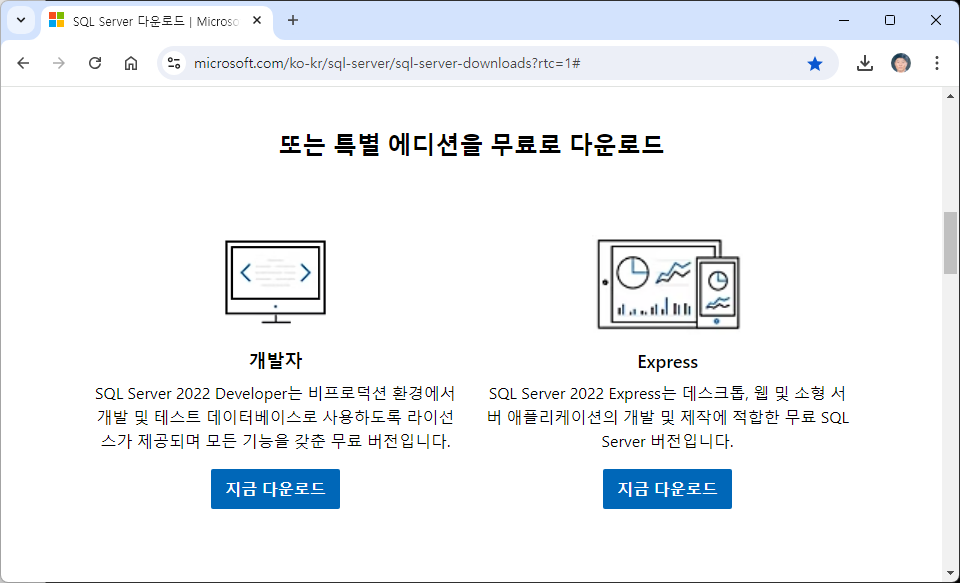 SQL Server 다운로드 | Microso
microsoft.com/ko-kr/sql-server/sql-server-downloads?rtc=1#
또는 특별 에디션을 무료로 다운로드
개발자
SQL Server 2022 Developer는 비프로덕션 환경에서
개발 및 테스트 데이터베이스로 사용하도록 라이선
스가 제공되며 모든 기능을 갖춘 무료 버전입니다.
지금 다운로드
Express
SQL Server 2022 Express는 데스크톱, 웹 및 소형 서
버 애플리케이션의 개발 및 제작에 적합한 무료 SQL
Server 버전입니다.
지금 다운로드